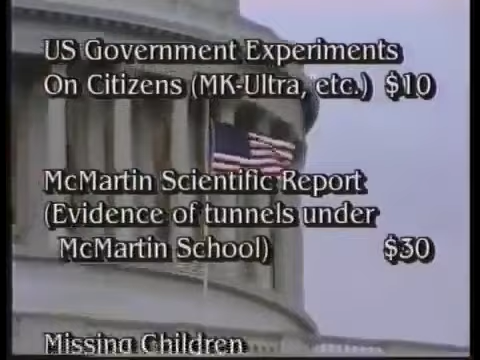 US Government Experiments
On Citizens (MK-Ultra, etc.) $10
McMartin Scientific Report
(Evidence of tunnels under
McMartin School) $30
Missing Children